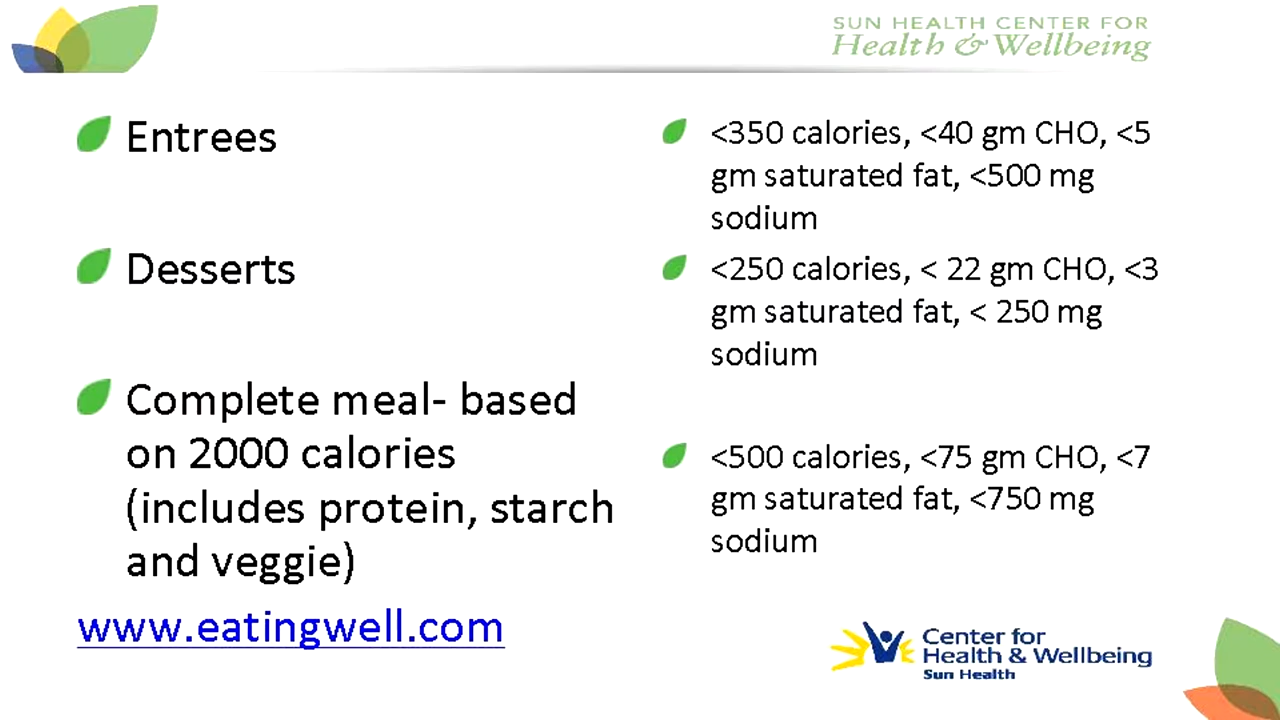 SUN HEALTH CENTER FOR
Health & Wellbeing
Entrees
<350 calories, <40 gm CHO, <5
gm saturated fat, <500 mg
sodium
Desserts
<250 calories, < 22 gm CHO, <3
gm saturated fat, < 250 mg
sodium
Complete meal- based
on 2000 calories
(includes protein, starch
and veggie)
<500 calories, <75 gm CHO, <7
gm saturated fat, <750 mg
sodium
www.eatingwell.com
Center for
Health & Wellbeing
Sun Health